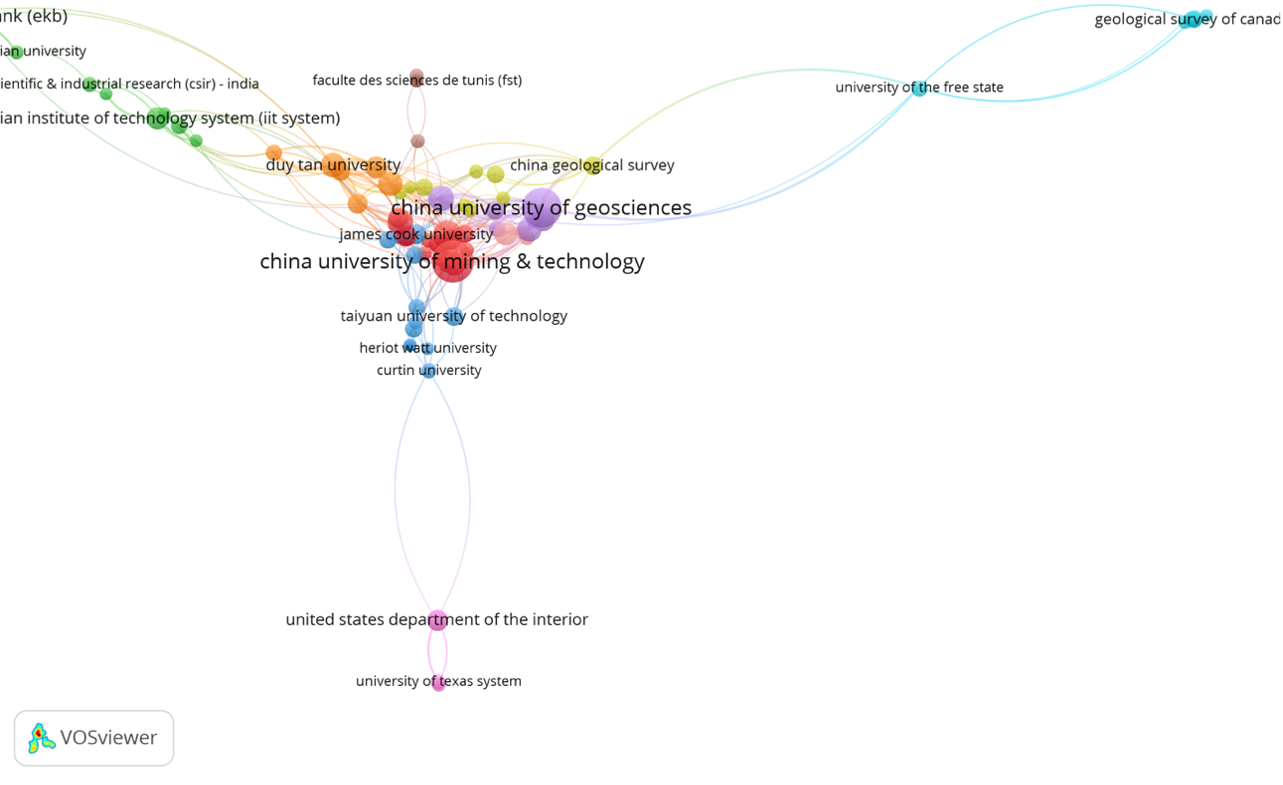 nk (ekb)
geological survey of canad
ian university
faculte des sciences de tunis (fst)
ientific & industrial research (csir) - india
university of the free state
ian institute of technology system (iit system)
duy tan university
china geological survey
china university of geosciences
james cook university
china university of mining & technology
taiyuan university of technology
heriot watt university
curtin university
united states department of the interior
university of texas system
VOSviewer